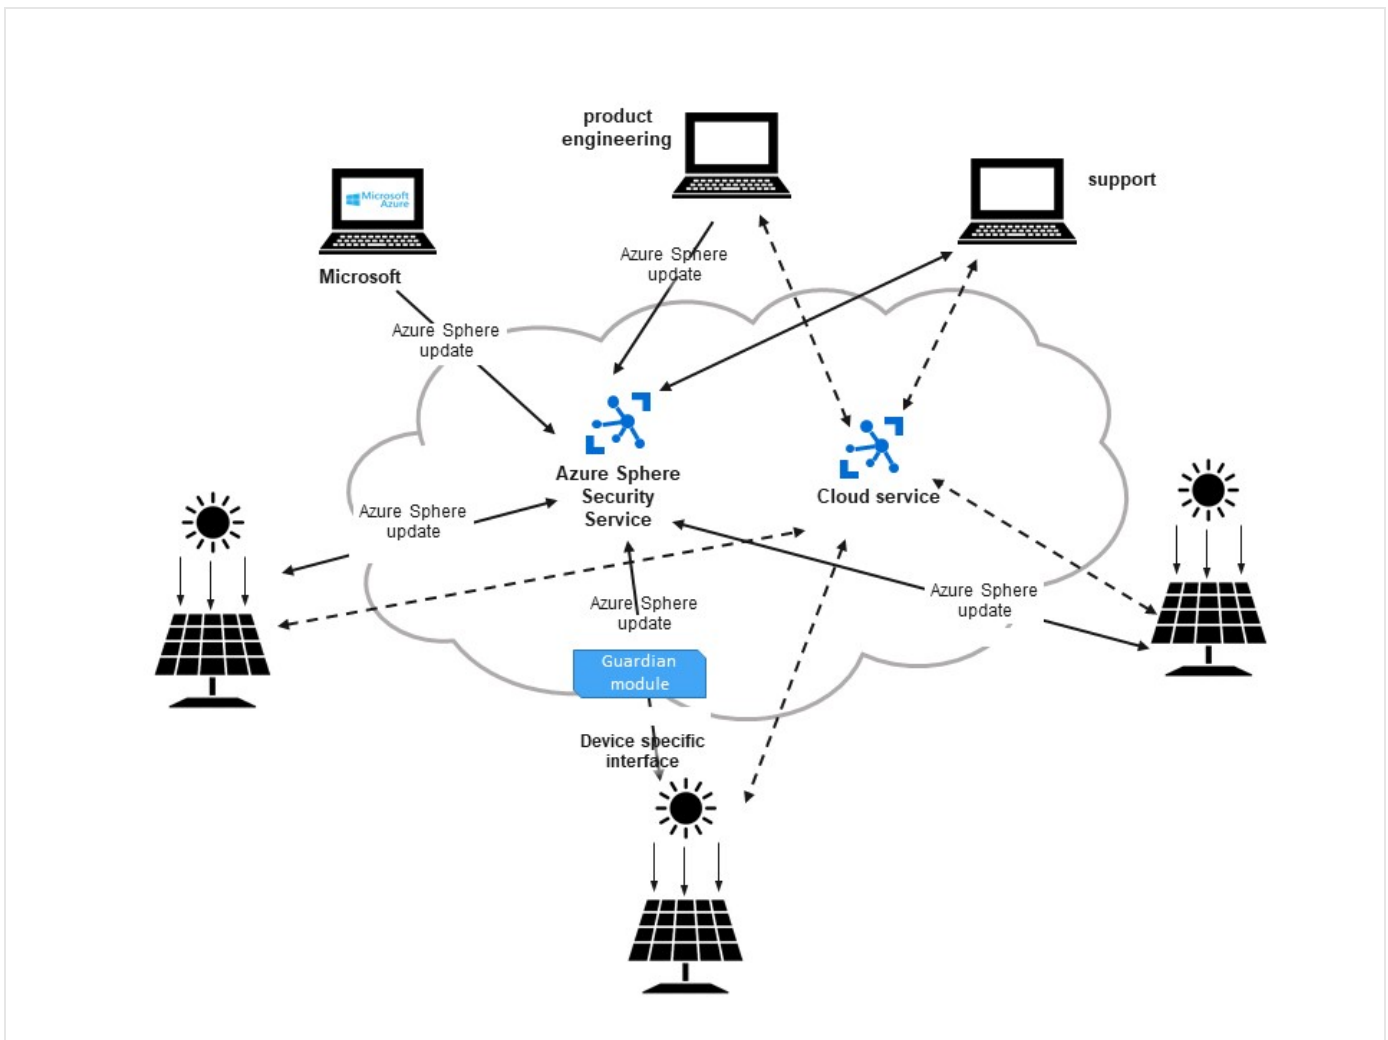 product
engineering
support
Microsoft
Azure
Microsoft
Azure Sphere
update
Azure Sphere
update
Azure Sphere
Security
Service
Cloud service
Azure Sphere
update
Azure Sphere
update
Azure Sphere
update
Guardian
module
Device specific
interface